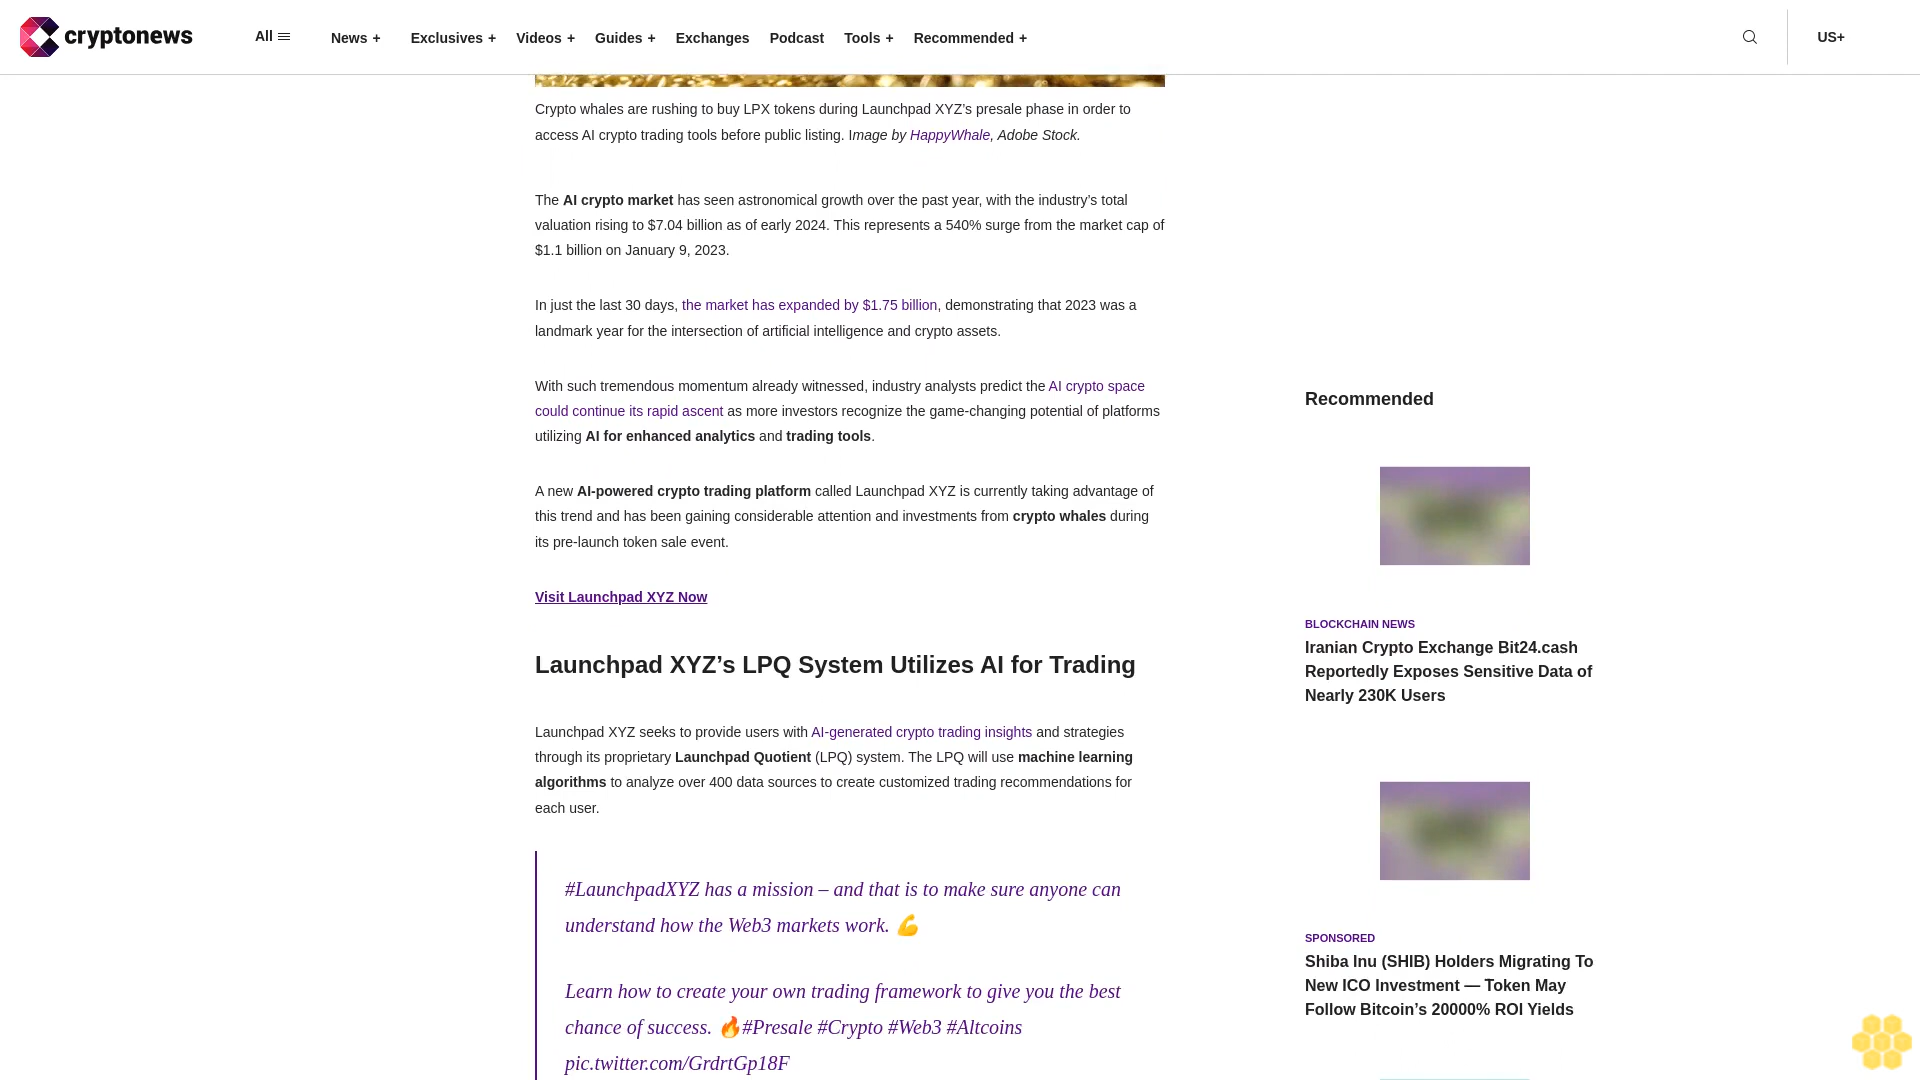 cryptonews
All
News +
Exclusives +
Videos +
Guides +
Exchanges
Podcast
Tools +
Recommended +
US+
Crypto whales are rushing to buy LPX tokens during Launchpad XYZ’s presale phase in order to
access AI crypto trading tools before public listing. Image by HappyWhale, Adobe Stock.
The AI crypto market has seen astronomical growth over the past year, with the industry’s total
valuation rising to $7.04 billion as of early 2024. This represents a 540% surge from the market cap of
$1.1 billion on January 9, 2023.
In just the last 30 days, the market has expanded by $1.75 billion, demonstrating that 2023 was a
landmark year for the intersection of artificial intelligence and crypto assets.
With such tremendous momentum already witnessed, industry analysts predict the AI crypto space
could continue its rapid ascent as more investors recognize the game-changing potential of platforms
utilizing AI for enhanced analytics and trading tools.
A new AI-powered crypto trading platform called Launchpad XYZ is currently taking advantage of
this trend and has been gaining considerable attention and investments from crypto whales during
its pre-launch token sale event.
Visit Launchpad XYZ Now
Launchpad XYZ’s LPQ System Utilizes AI for Trading
Launchpad XYZ seeks to provide users with AI-generated crypto trading insights and strategies
through its proprietary Launchpad Quotient (LPQ) system. The LPQ will use machine learning
algorithms to analyze over 400 data sources to create customized trading recommendations for
each user.
#LaunchpadXYZ has a mission – and that is to make sure anyone can
understand how the Web3 markets work. 💪
Learn how to create your own trading framework to give you the best
chance of success. 🔥#Presale #Crypto #Web3 #Altcoins
pic.twitter.com/GrdrtGp18F
Recommended
BLOCKCHAIN NEWS
Iranian Crypto Exchange Bit24.cash
Reportedly Exposes Sensitive Data of
Nearly 230K Users
SPONSORED
Shiba Inu (SHIB) Holders Migrating To
New ICO Investment — Token May
Follow Bitcoin’s 20000% ROI Yields